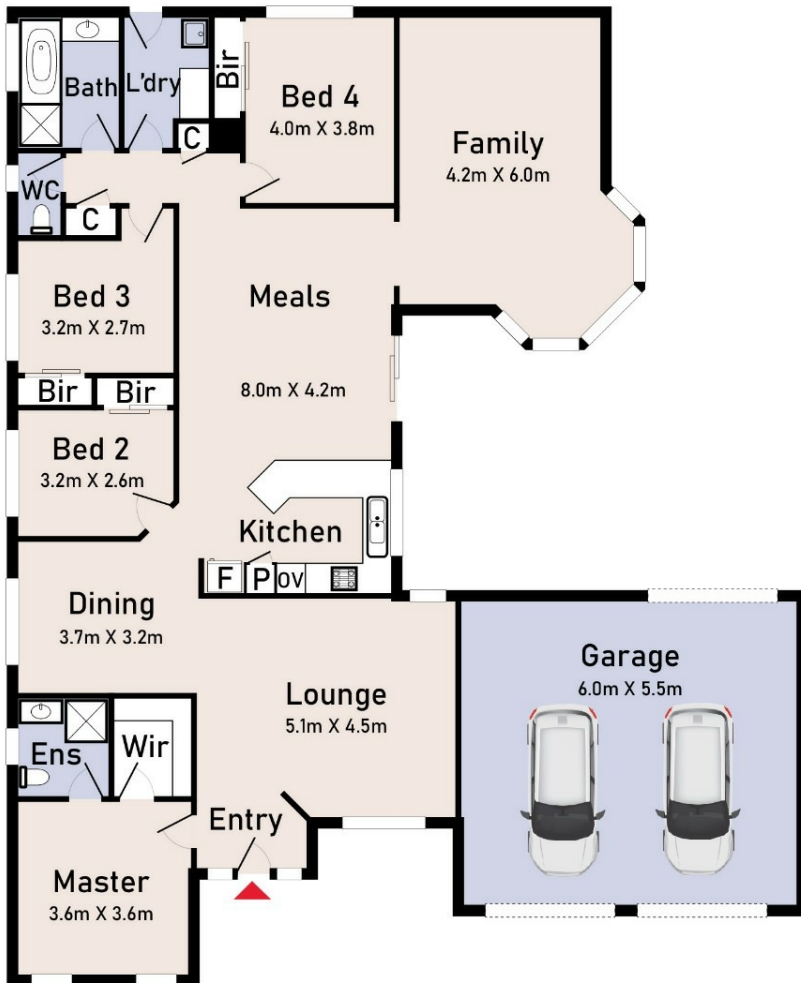 Bath
L'dry
Bir
Bed 4
4.0m X 3.8m
Family
4.2m X 6.0m
C
WC
C
Bed 3
3.2m X 2.7m
Meals
8.0m X 4.2m
Bir
Bir
Bed 2
3.2m X 2.6m
Kitchen
F
P
OV
Dining
3.7m X 3.2m
Lounge
5.1m X 4.5m
Garage
6.0m X 5.5m
Ens
Wir
Entry
Master
3.6m X 3.6m